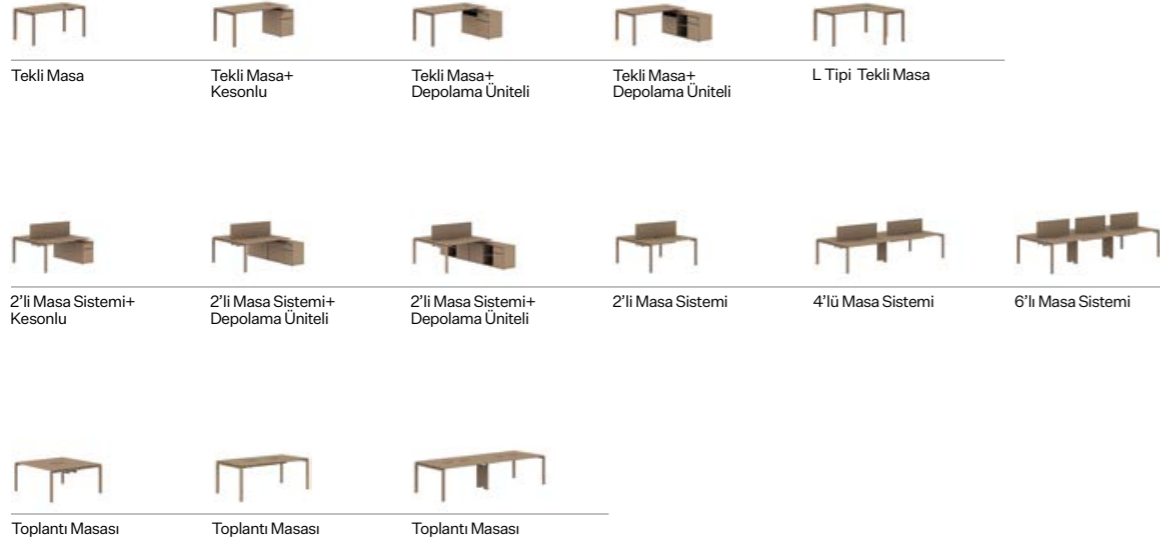 Tekli Masa
Tekli Masa+
Kesonlu
Tekli Masa+
Depolama Üniteli
Tekli Masa+
Depolama Üniteli
L Tipi Tekli Masa
2’li Masa Sistemi+
Kesonlu
2’li Masa Sistemi+
Depolama Üniteli
2’li Masa Sistemi+
Depolama Üniteli
2’li Masa Sistemi
4’lü Masa Sistemi
6’lı Masa Sistemi
Toplantı Masası
Toplantı Masası
Toplantı Masası